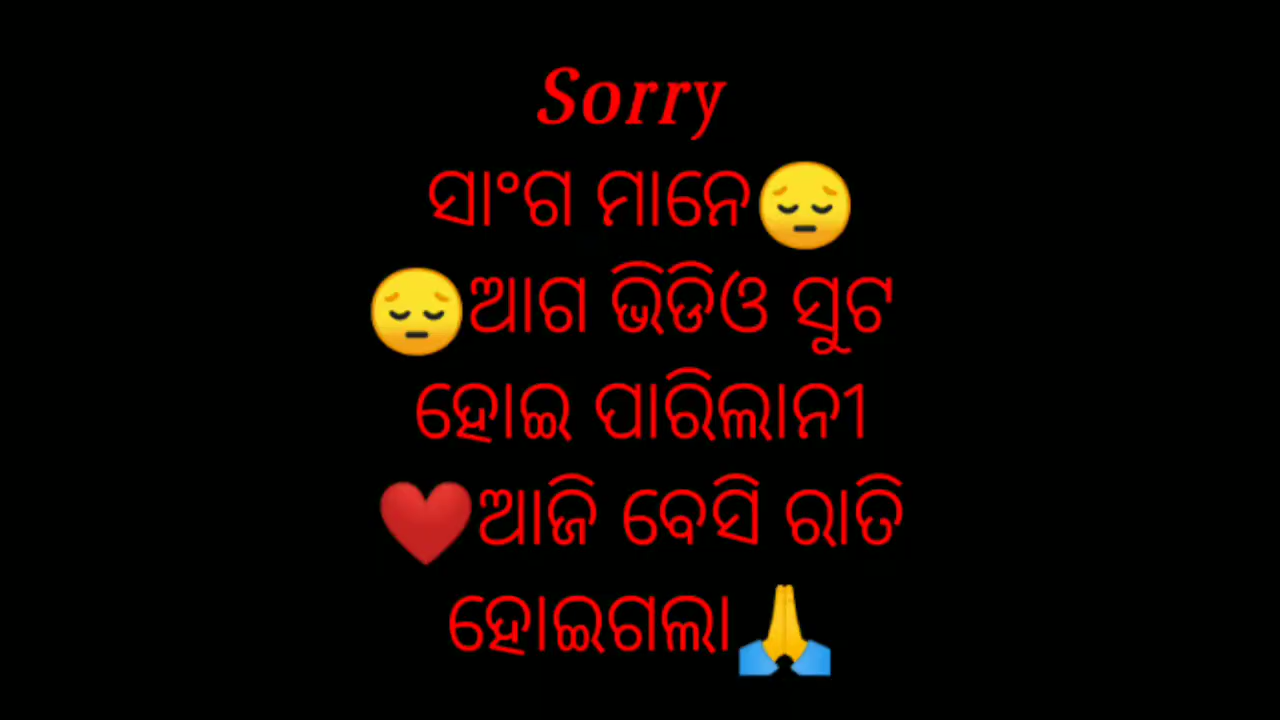 Sorry
ସାଂଗ ମାନେ😔
😔ଆଗ ଭିଡିଓ ସୁଟ
ହୋଇ ପାରିଲାନୀ
❤️ଆଜି ବେସି ରାତି
ହୋଇଗଲା🙏